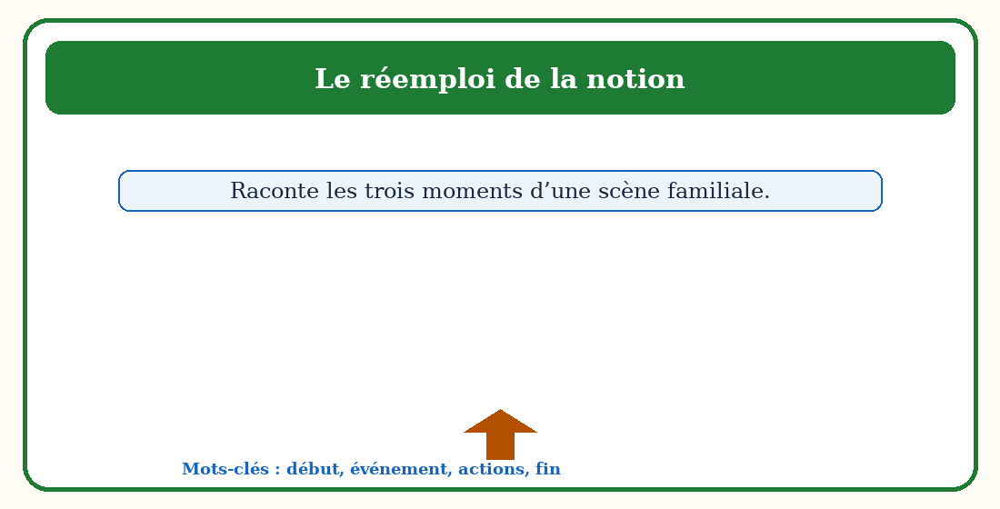 Le réemploi de la notion
Raconte les trois moments d’une scène familiale.
Mots-clés : début, événement, actions, fin